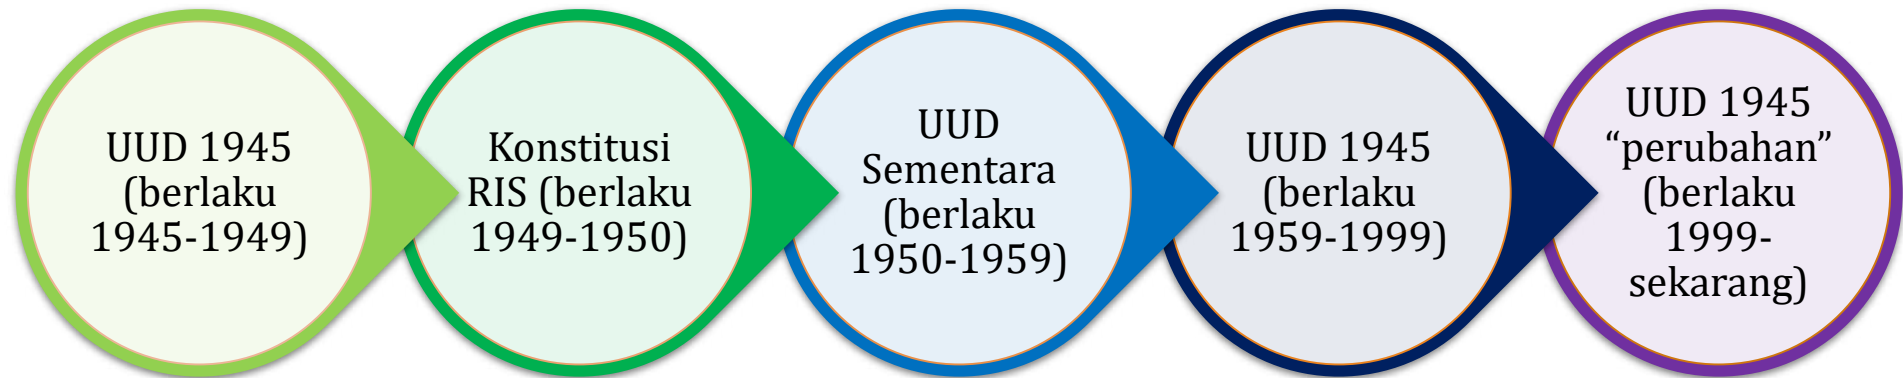 UUD 1945
(berlaku
1945-1949)
Konstitusi
RIS (berlaku
1949-1950)
UUD
Sementara
(berlaku
1950-1959)
UUD 1945
(berlaku
1959-1999)
UUD 1945
“perubahan”
(berlaku
1999-
sekarang)